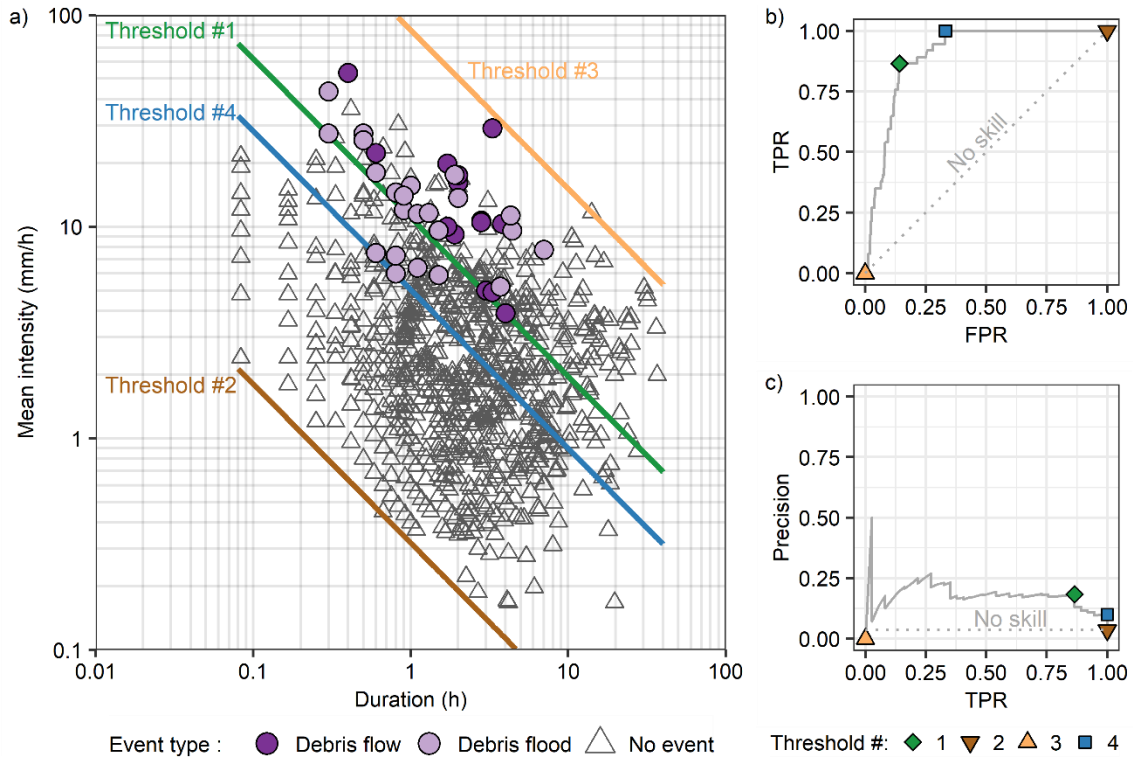 a)
100
10
1
0.1
Mean intensity (mm/h)
Threshold #1
Threshold #4
Threshold #2
Threshold #3
0.01
0.1
1
10
100
Duration (h)
Event type :
Debris flow
Debris flood
No event
b)
1.00
0.75
0.50
0.25
0.00
TPR
No skill
0.00
0.25
0.50
0.75
1.00
FPR
c)
1.00
0.75
0.50
0.25
0.00
Precision
No skill
0.00
0.25
0.50
0.75
1.00
TPR
Threshold #:
1
2
3
4